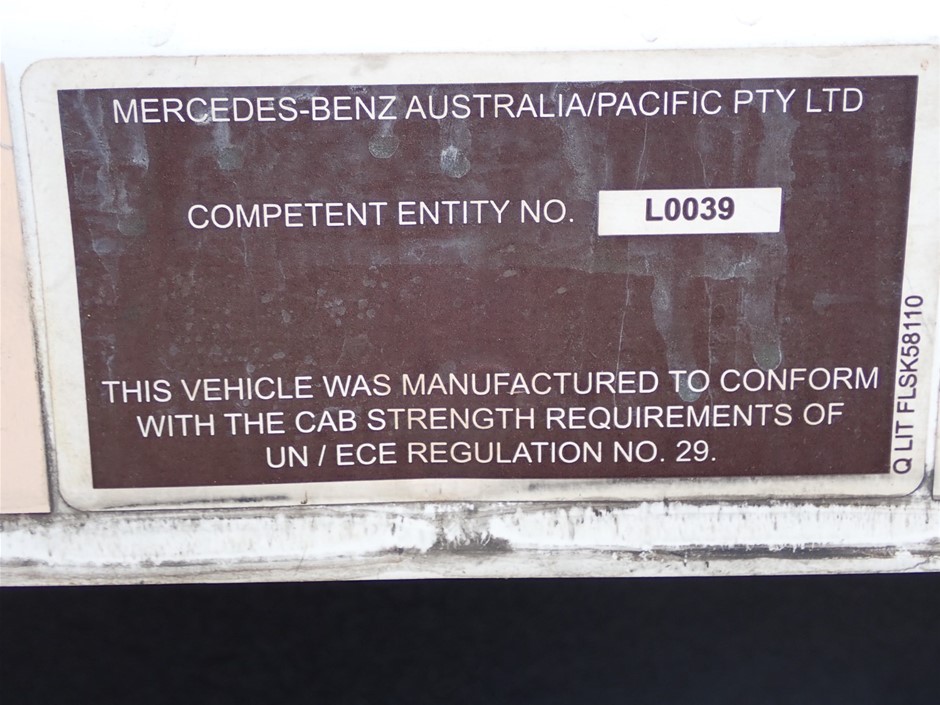 MERCEDES-BENZ AUSTRALIA/PACIFIC PTY LTD
COMPETENT ENTITY NO. L0039
THIS VEHICLE WAS MANUFACTURED TO CONFORM
WITH THE CAB STRENGTH REQUIREMENTS OF
UN / ECE REGULATION NO. 29.
Q LIT FLSK58110